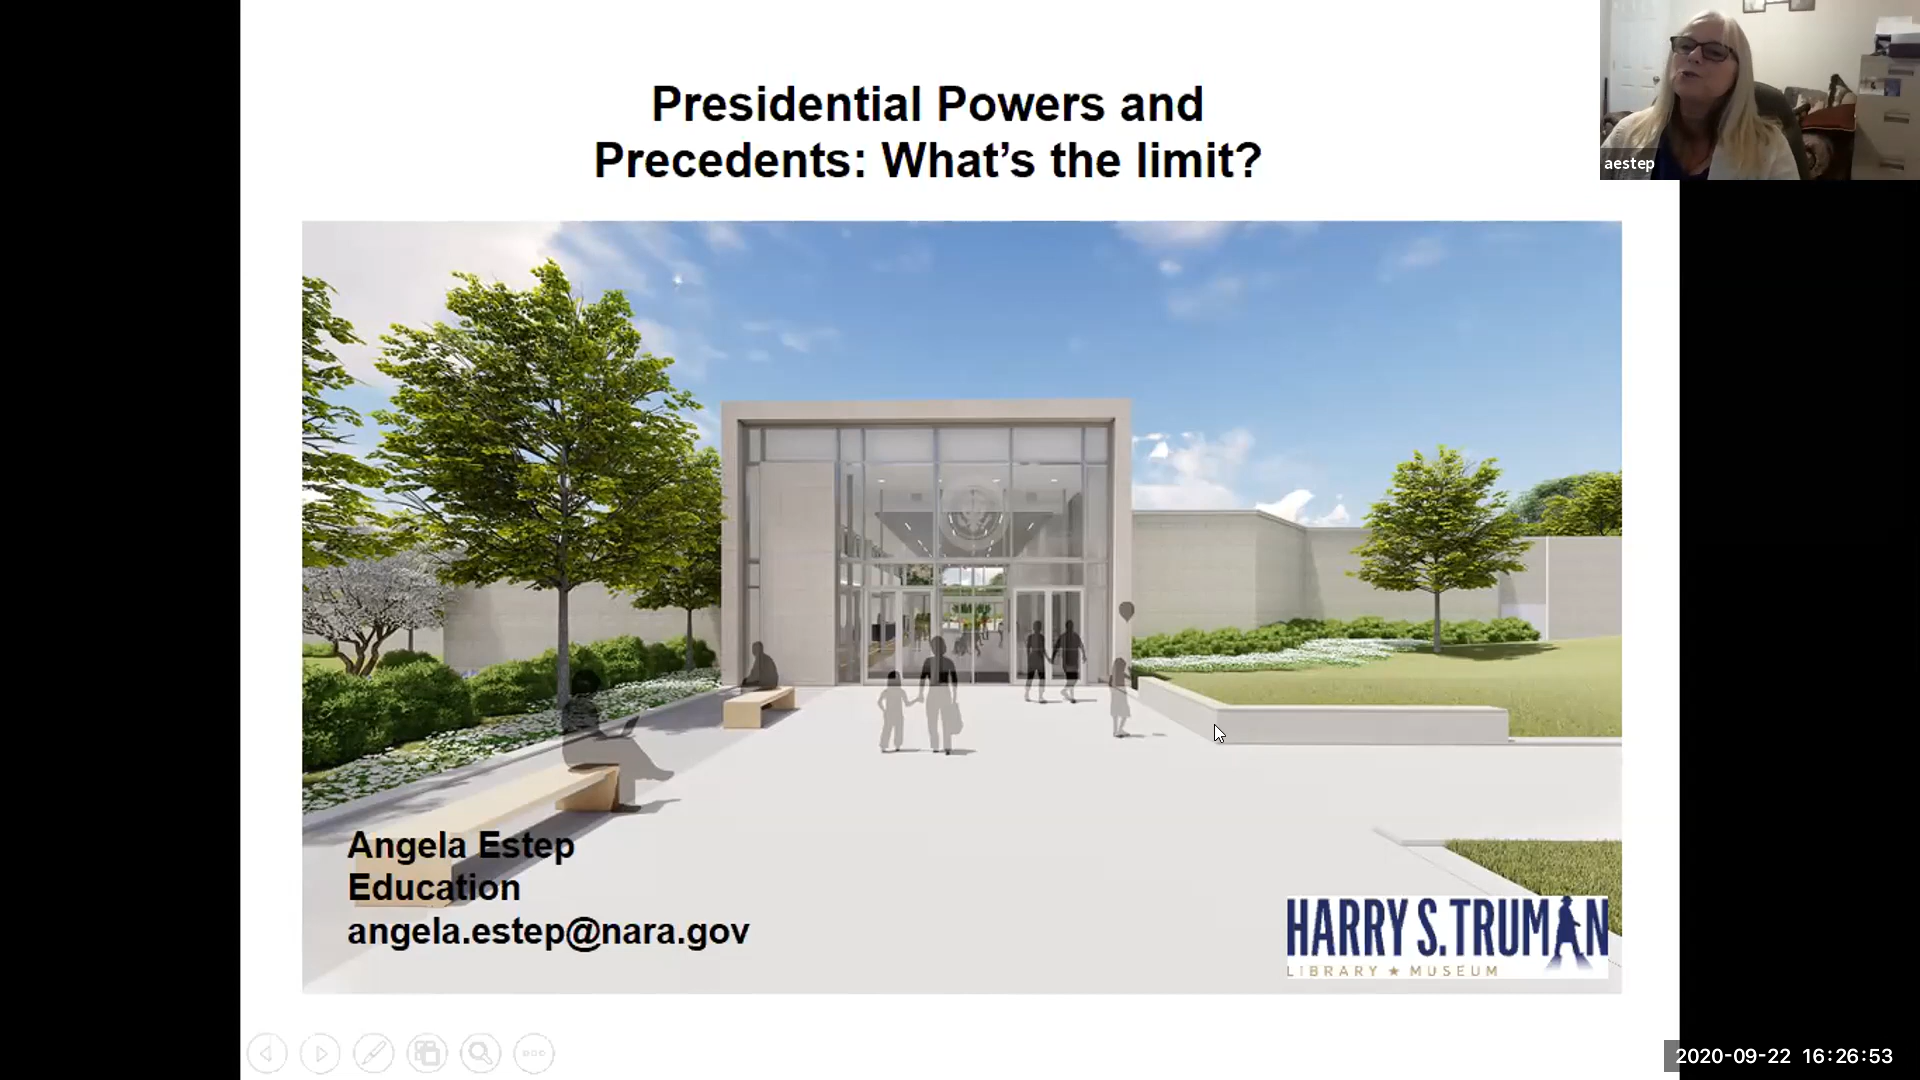 Presidential Powers and
Precedents: What's the limit?
aestep
Angela Estep
Education
angela.estep@nara.gov
HARRY S. TRUMAN
LIBRARY ★ MUSEUM
2020-09-22 16:26:53